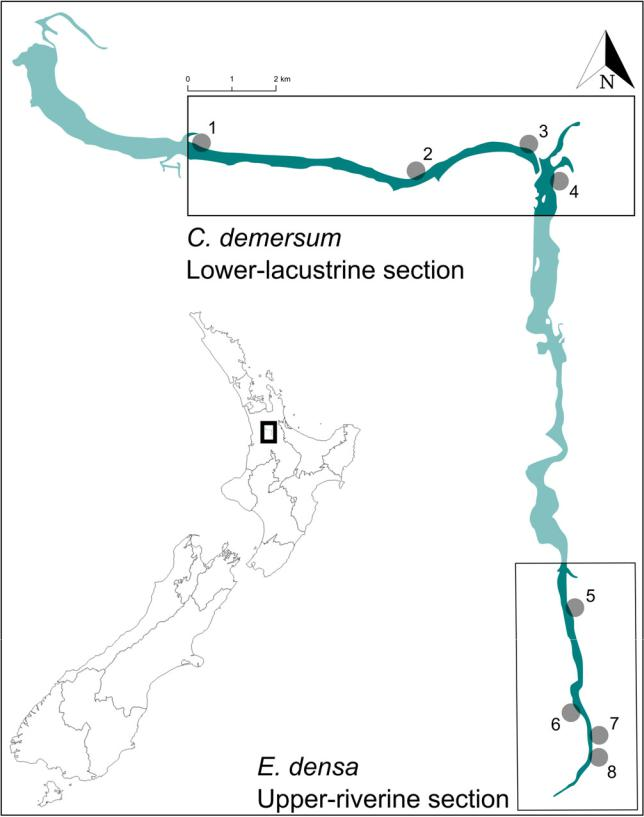 0 1 2 km
N
1
2
3
4
C. demersum
Lower-lacustrine section
5
6
7
8
E. densa
Upper-riverine section